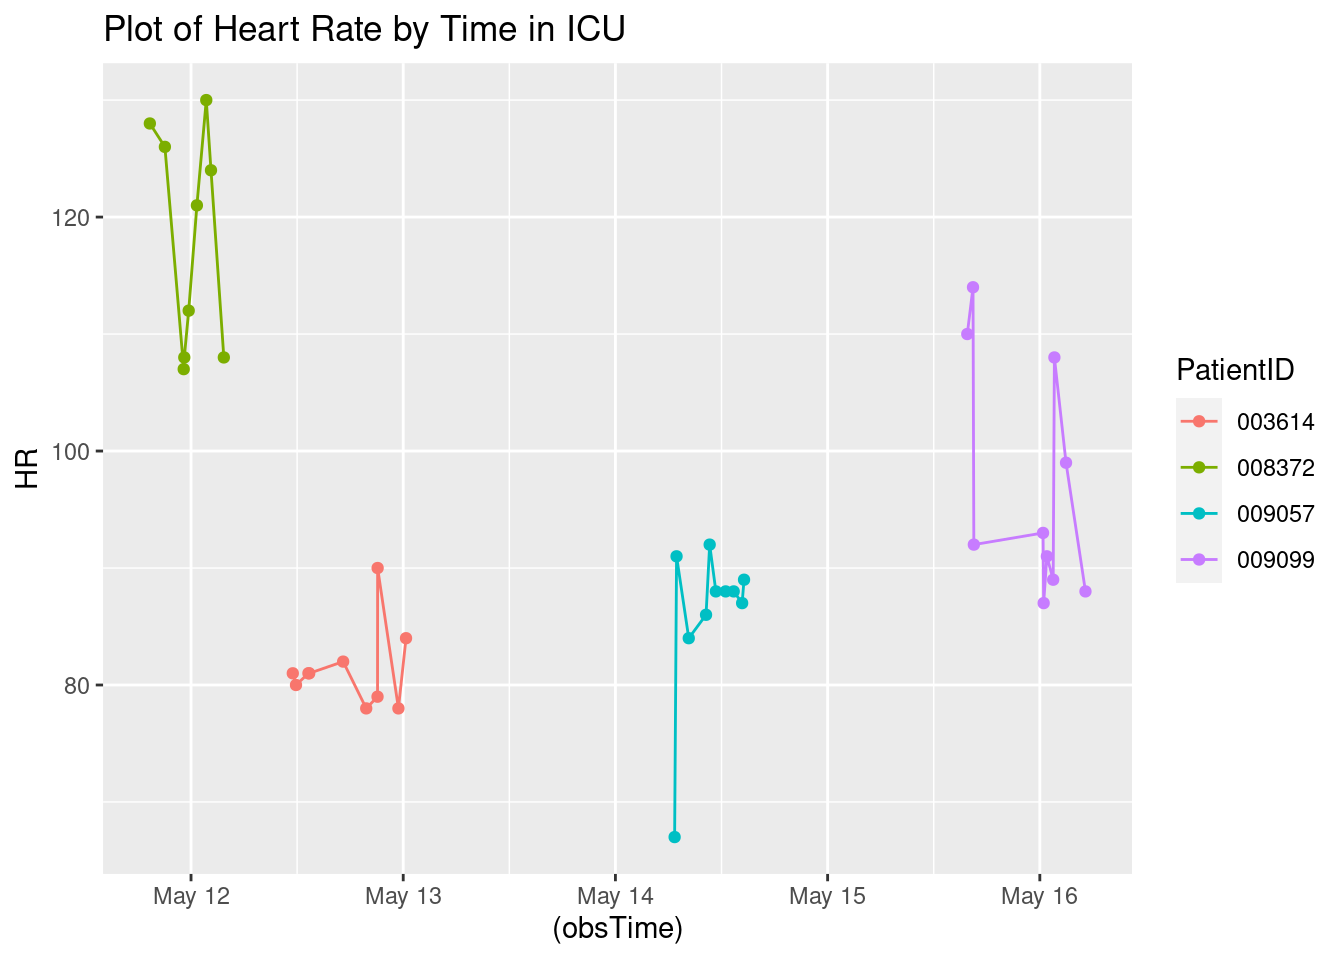 Plot of Heart Rate by Time in ICU
HR
120
100
80
May 12
May 13
May 14
May 15
May 16
(obsTime)
PatientID
003614
008372
009057
009099